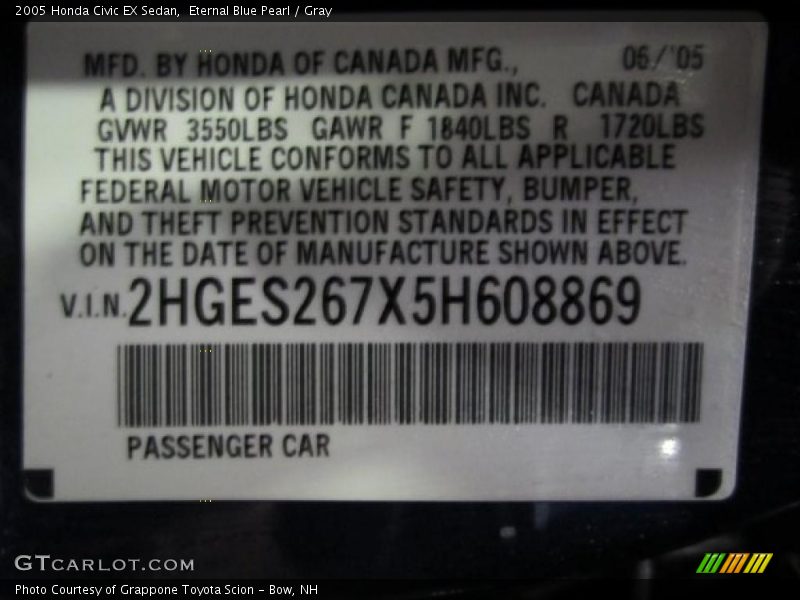 2005 Honda Civic EX Sedan,  Eternal Blue Pearl / Gray
MFD. BY HONDA OF CANADA MFG., 06/'05
A DIVISION OF HONDA CANADA INC. CANADA
GVWR 3550LBS GAWR F 1840LBS R 1720LBS
THIS VEHICLE CONFORMS TO ALL APPLICABLE
FEDERAL MOTOR VEHICLE SAFETY, BUMPER,
AND THEFT PREVENTION STANDARDS IN EFFECT
ON THE DATE OF MANUFACTURE SHOWN ABOVE.
V.I.N. 2HGES267X5H608869
PASSENGER CAR
GTCARLOT.COM
Photo Courtesy of Grappone Toyota Scion - Bow, NH